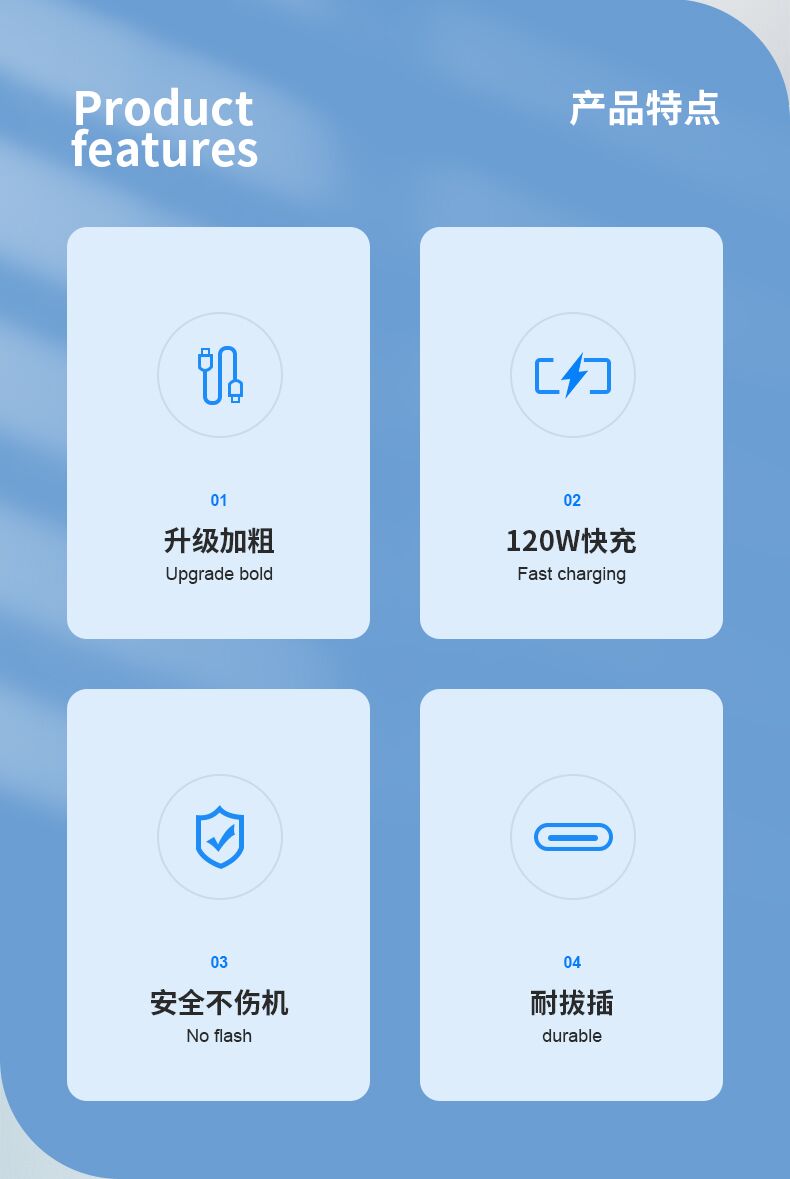 Product
features
产品特点
01
升级加粗
Upgrade bold
02
120W快充
Fast charging
03
安全不伤机
No flash
04
耐拔插
durable